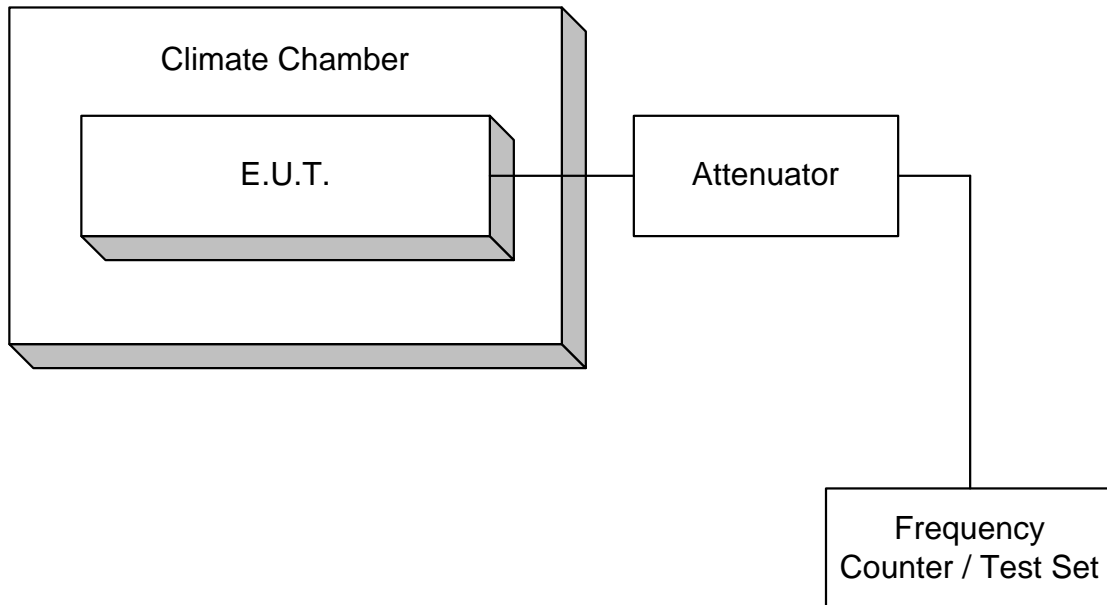 Climate Chamber
E.U.T.
Attenuator
Frequency
Counter / Test Set